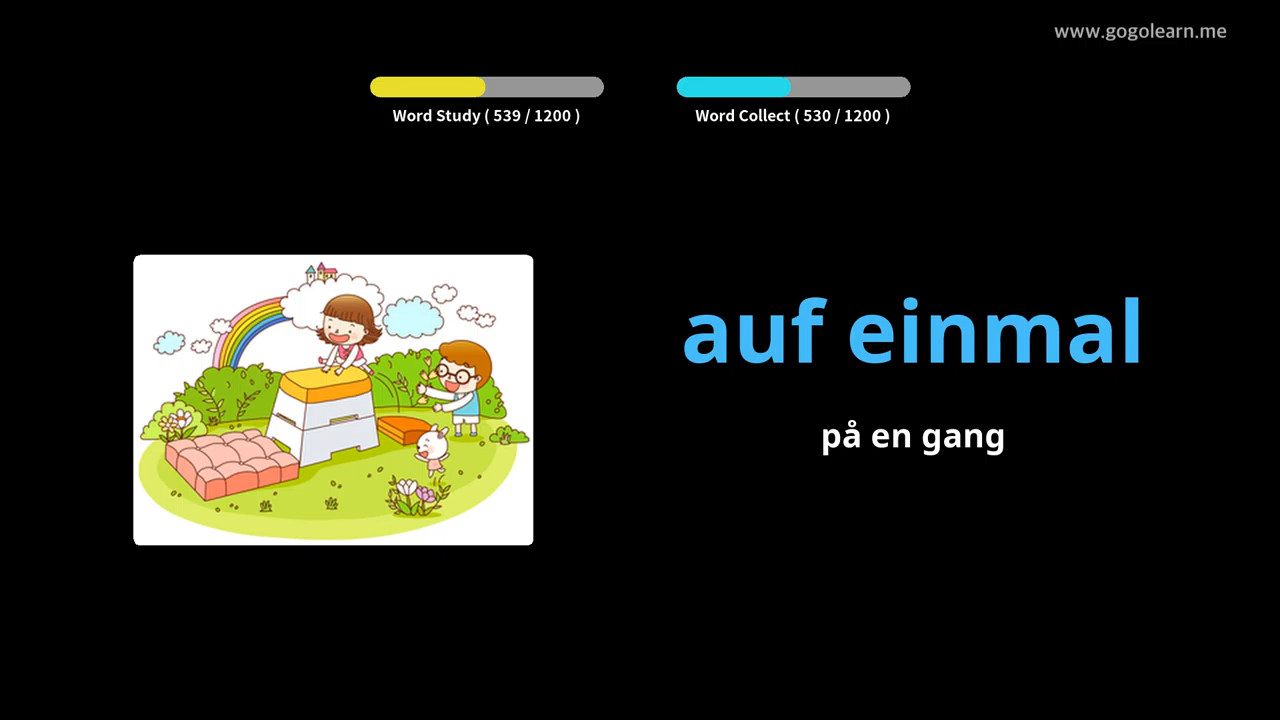 www.gogolearn.me
Word Study ( 539 / 1200 )
Word Collect ( 530 / 1200 )
auf einmal
på en gang